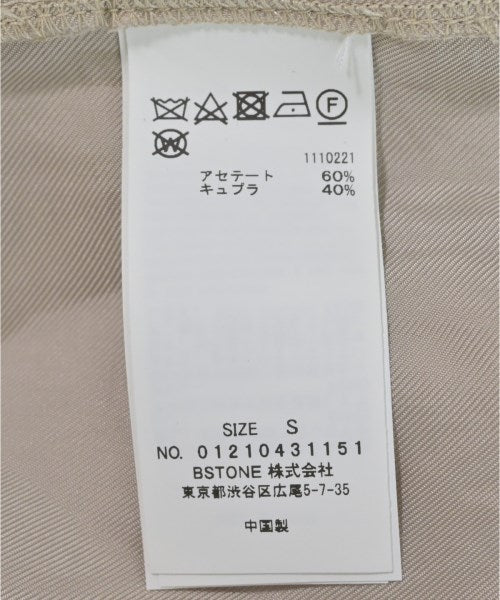 F
W
1110221
アセテート 60%
キュプラ 40%
SIZE S
NO. 01210431151
BSTONE 株式会社
東京都渋谷区広尾5-7-35
中国製